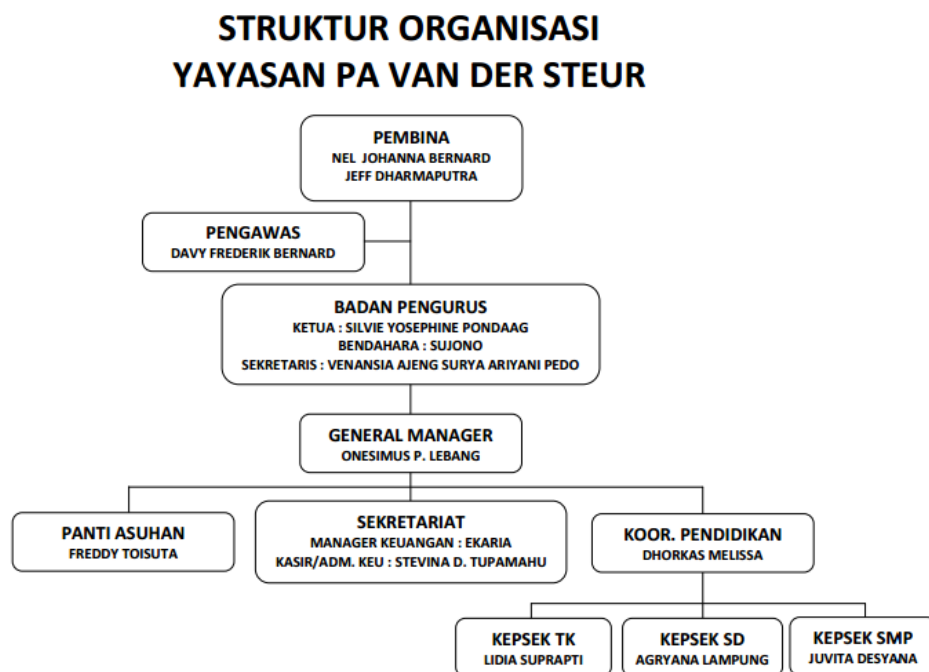 STRUKTUR ORGANISASI
YAYASAN PA VAN DER STEUR
PEMBINA
NEL JOHANNA BERNARD
JEFF DHARMAPUTRA
PENGAWAS
DAVY FREDERIK BERNARD
BADAN PENGURUS
KETUA : SILVIE YOSEPHINE PONDAAG
BENDAHARA : SUJONO
SEKRETARIS : VENANSIA AJENG SURYA ARIYANI PEDO
GENERAL MANAGER
ONESIMUS P. LEBANG
PANTI ASUHAN
FREDDY TOISUTA
SEKRETARIAT
MANAGER KEUANGAN : EKARIA
KASIR/ADM. KEU : STEVINA D. TUPAMAHU
KOOR. PENDIDIKAN
DHORKAS MELISSA
KEPSEK TK
LIDIA SUPRAPTI
KEPSEK SD
AGRYANA LAMPUNG
KEPSEK SMP
JUVITA DESYANA